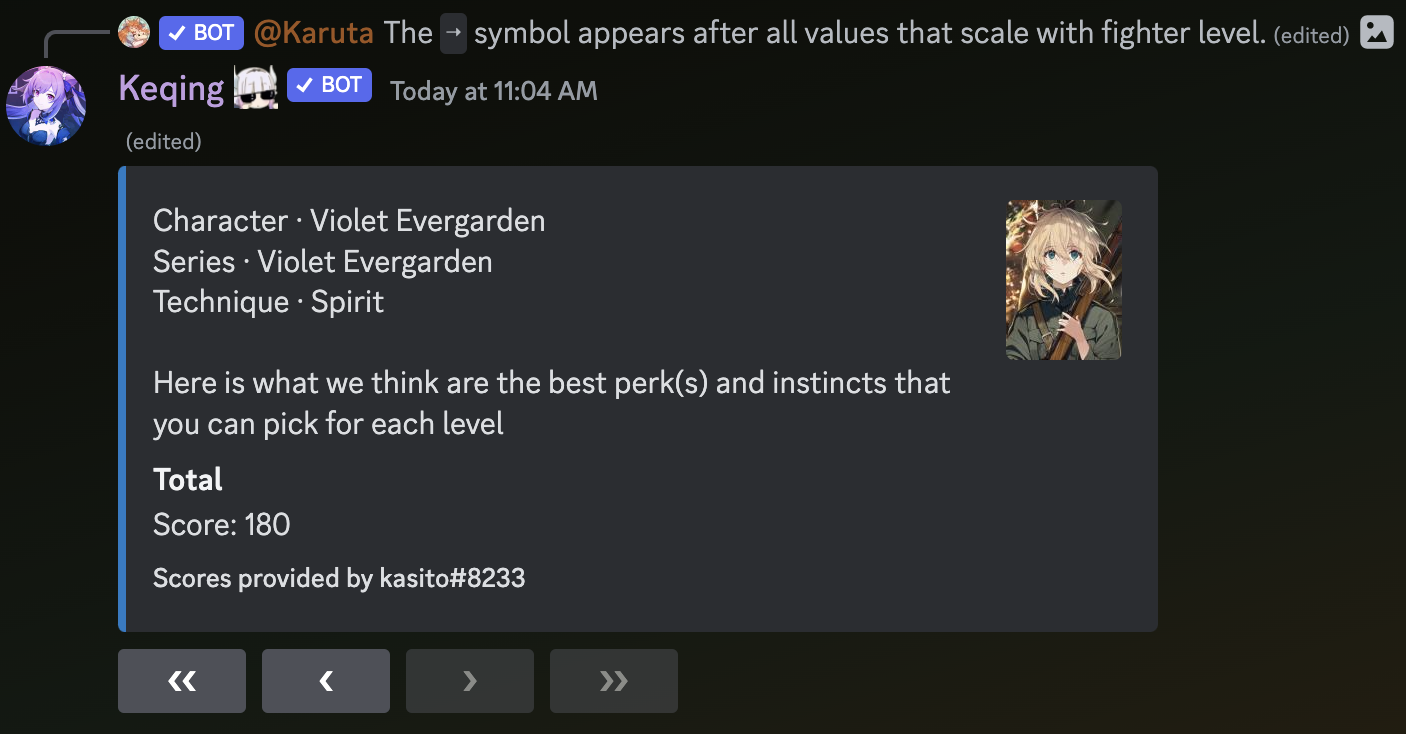 ✓ BOT @Karuta The → symbol appears after all values that scale with fighter level. (edited)
Keqing ✓ BOT Today at 11:04 AM
(edited)
Character · Violet Evergarden
Series · Violet Evergarden
Technique · Spirit
Here is what we think are the best perk(s) and instincts that
you can pick for each level
Total
Score: 180
Scores provided by kasito#8233